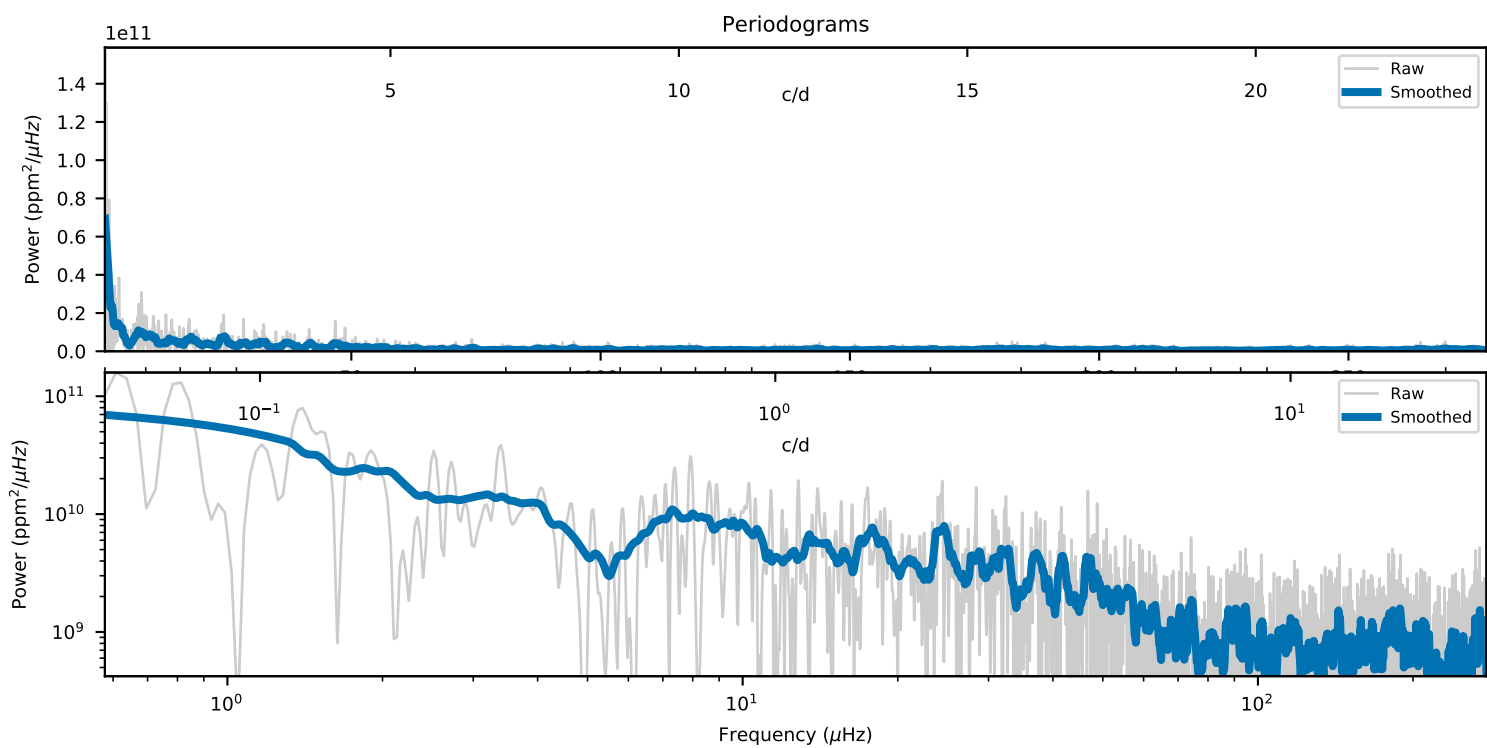 Periodograms
1e11
5 10 15 20
c/d
Raw
Smoothed
1.4
1.2
1.0
0.8
0.6
0.4
0.2
0.0
Power (ppm²/μHz)
10⁻¹ 10⁰ 10¹
c/d
Raw
Smoothed
10¹¹
10¹⁰
10⁹
Power (ppm²/μHz)
10⁰ 10¹ 10²
Frequency (μHz)